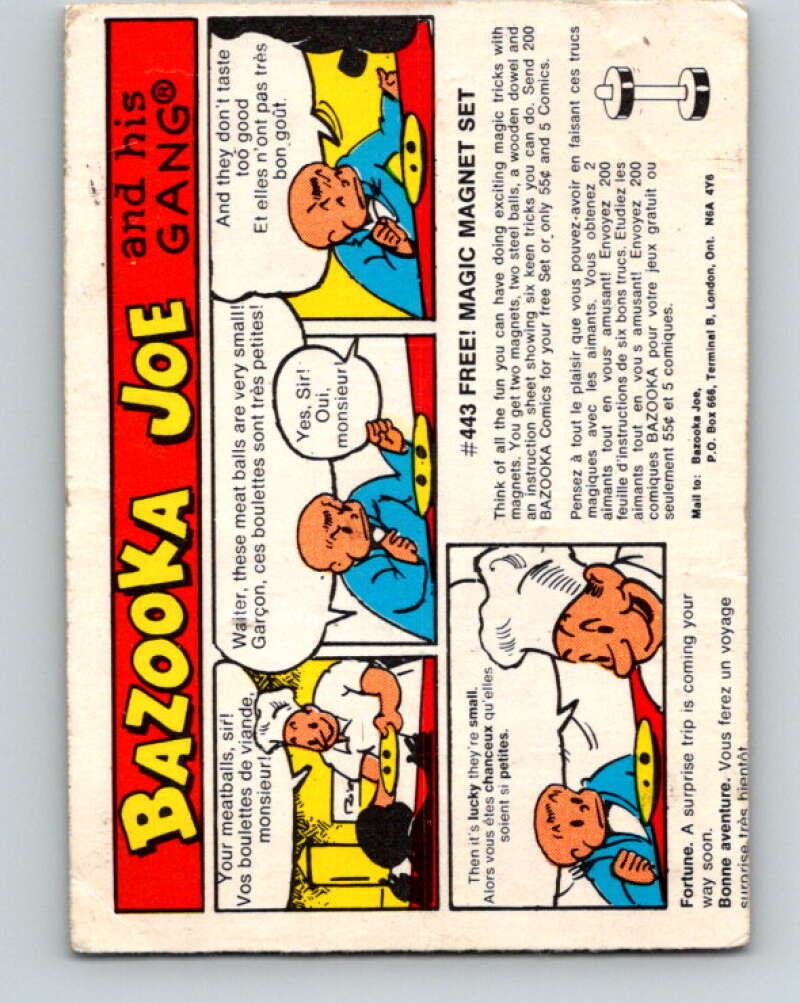 BAZOOKA JOE and his GANG®
Your meatballs, sir!
Vos boulettes de viande,
monsieur!
Waiter, these meat balls are very small!
Garçon, ces boulettes sont très petites!
Yes, Sir!
Oui,
monsieur!
And they don't taste
too good
Et elles n'ont pas très
bon goût.
Then it's lucky they're small.
Alors vous êtes chanceux qu'elles
soient si petites.
Fortune. A surprise trip is coming your
way soon.
Bonne aventure. Vous ferez un voyage
surprise très bientôt
#443 FREE! MAGIC MAGNET SET
Think of all the fun you can have doing exciting magic tricks with
magnets. You get two magnets, two steel balls, a wooden dowel and
an instruction sheet showing six keen tricks you can do. Send 200
BAZOOKA Comics for your free Set or only 55¢ and 5 Comics.
Pensez à tout le plaisir que vous pouvez avoir en faisant ces trucs
magiques avec les aimants. Vous obtenez 2
aimants tout en vous amusant! Envoyez 200
feuille d'instructions de six bons trucs. Etudiez les
aimants tout en vou s amusant! Envoyez 200
comiques BAZOOKA pour votre jeux gratuit ou
seulement 55¢ et 5 comiques.
Mail to: Bazooka Joe,
P.O. Box 666, Terminal B, London, Ont. N6A 4Y6